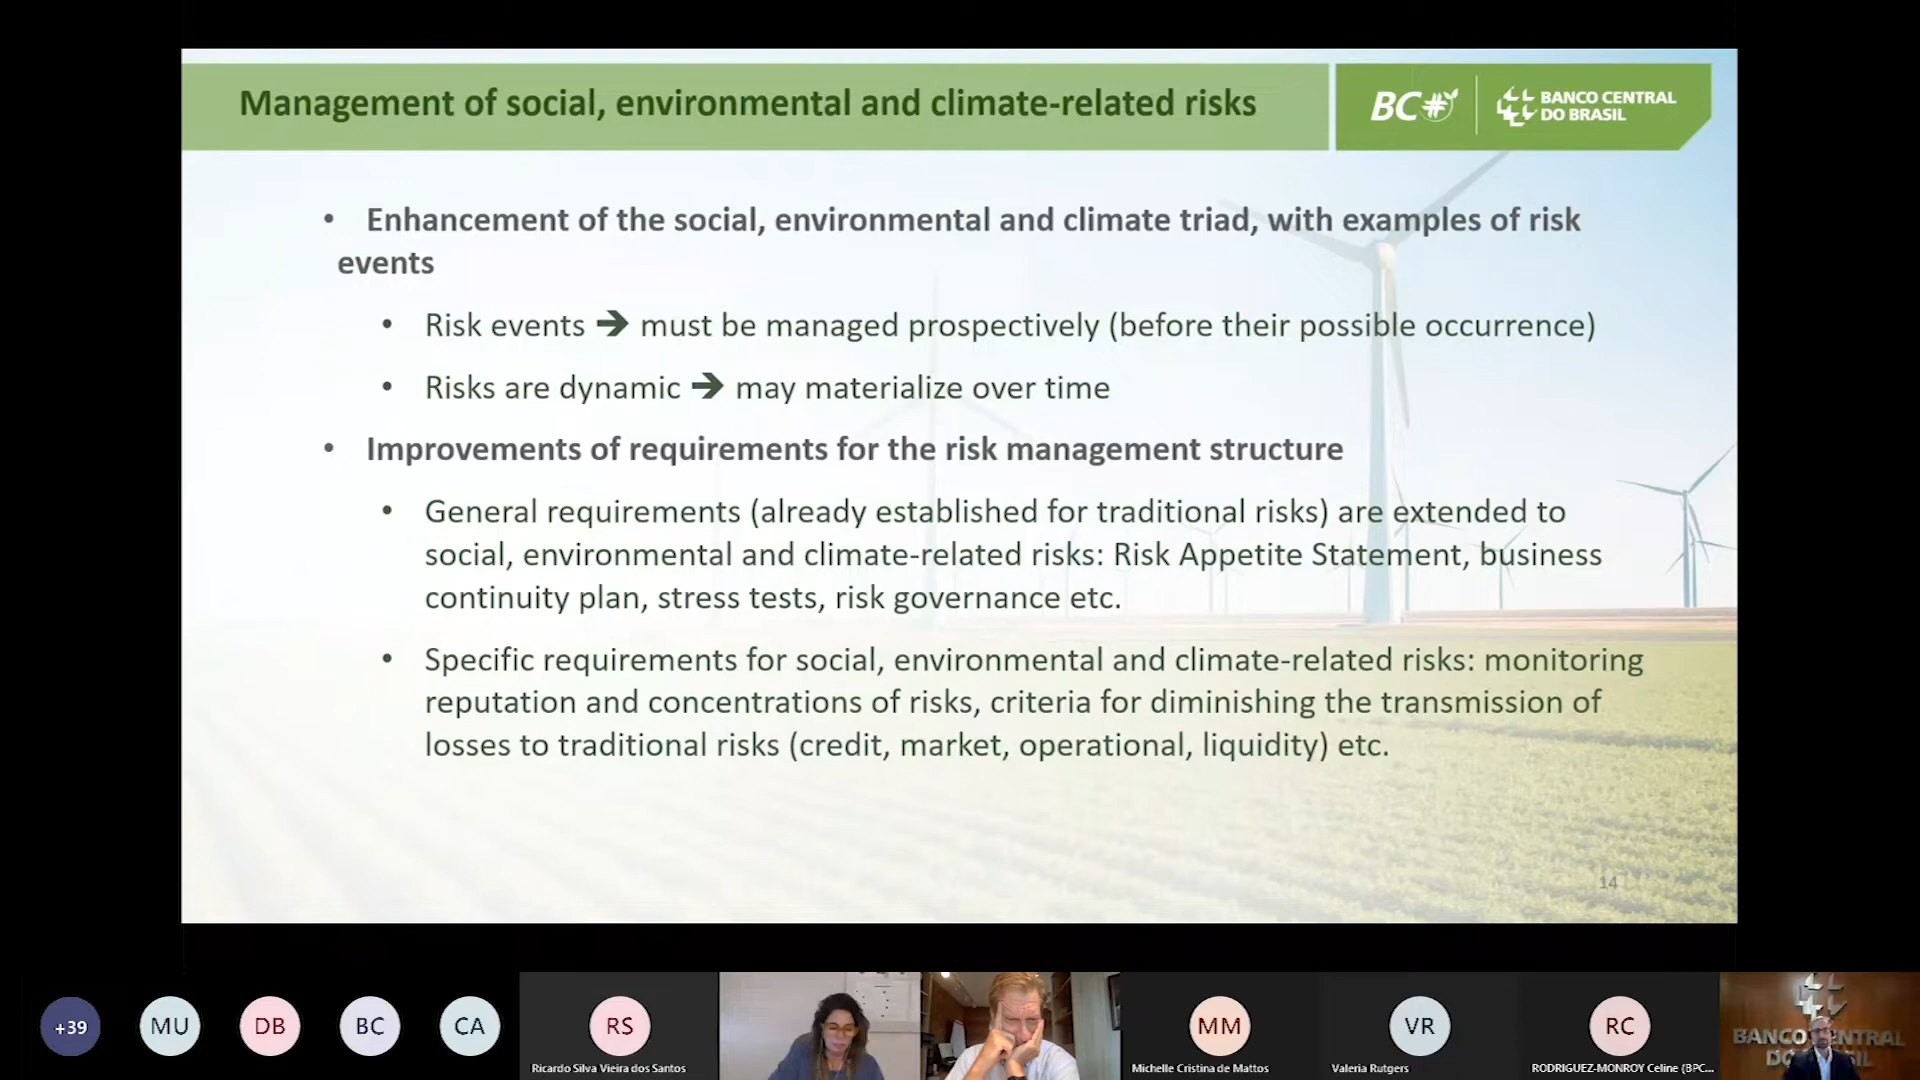 Management of social, environmental and climate-related risks
BC#
BANCO CENTRAL
DO BRASIL
• Enhancement of the social, environmental and climate triad, with examples of risk
events
• Risk events ➔ must be managed prospectively (before their possible occurrence)
• Risks are dynamic ➔ may materialize over time
• Improvements of requirements for the risk management structure
• General requirements (already established for traditional risks) are extended to
social, environmental and climate-related risks: Risk Appetite Statement, business
continuity plan, stress tests, risk governance etc.
• Specific requirements for social, environmental and climate-related risks: monitoring
reputation and concentrations of risks, criteria for diminishing the transmission of
losses to traditional risks (credit, market, operational, liquidity) etc.
14
+39
MU
DB
BC
CA
RS
Ricardo Silva Vieira dos Santos
MM
Michelle Cristina de Mattos
VR
Valeria Rutgers
RC
RODRIGUEZ-MONROY Celine (BPC...
BANCO CENTRAL
DO BRASIL